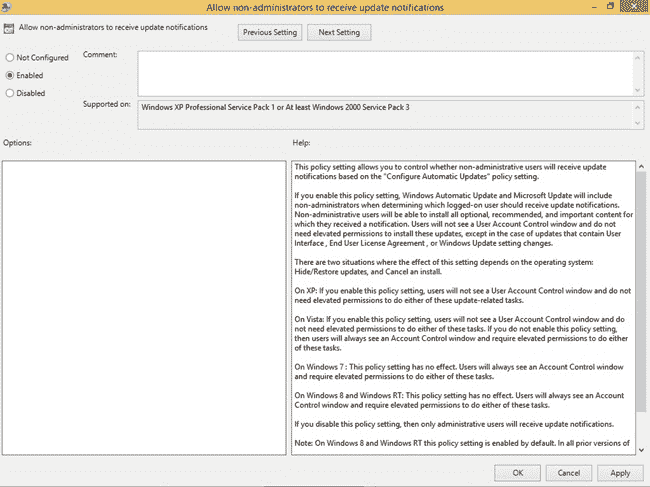 Allow non-administrators to receive update notifications
Allow non-administrators to receive update notifications
Previous Setting
Next Setting
Not Configured
Enabled
Disabled
Comment:
Supported on:
Windows XP Professional Service Pack 1 or At least Windows 2000 Service Pack 3
Options:
Help:
This policy setting allows you to control whether non-administrative users will receive update
notifications based on the "Configure Automatic Updates" policy setting.
If you enable this policy setting, Windows Automatic Update and Microsoft Update will include
non-administrators when determining which logged-on user should receive update notifications.
Non-administrative users will be able to install all optional, recommended, and important content for
which they received a notification. Users will not see a User Account Control window and do not
need elevated permissions to install these updates, except in the case of updates that contain User
Interface , End User License Agreement , or Windows Update setting changes.
There are two situations where the effect of this setting depends on the operating system:
Hide/Restore updates, and Cancel an install.
On XP: If you enable this policy setting, users will not see a User Account Control window and do not
need elevated permissions to do either of these update-related tasks.
On Vista: If you enable this policy setting, users will not see a User Account Control window and do
not need elevated permissions to do either of these tasks. If you do not enable this policy setting,
then users will always see an Account Control window and require elevated permissions to do either
of these tasks.
On Windows 7 : This policy setting has no effect. Users will always see an Account Control window
and require elevated permissions to do either of these tasks.
On Windows 8 and Windows RT: This policy setting has no effect. Users will always see an Account
Control window and require elevated permissions to do either of these tasks.
If you disable this policy setting, then only administrative users will receive update notifications.
Note: On Windows 8 and Windows RT this policy setting is enabled by default. In all prior versions of
OK
Cancel
Apply